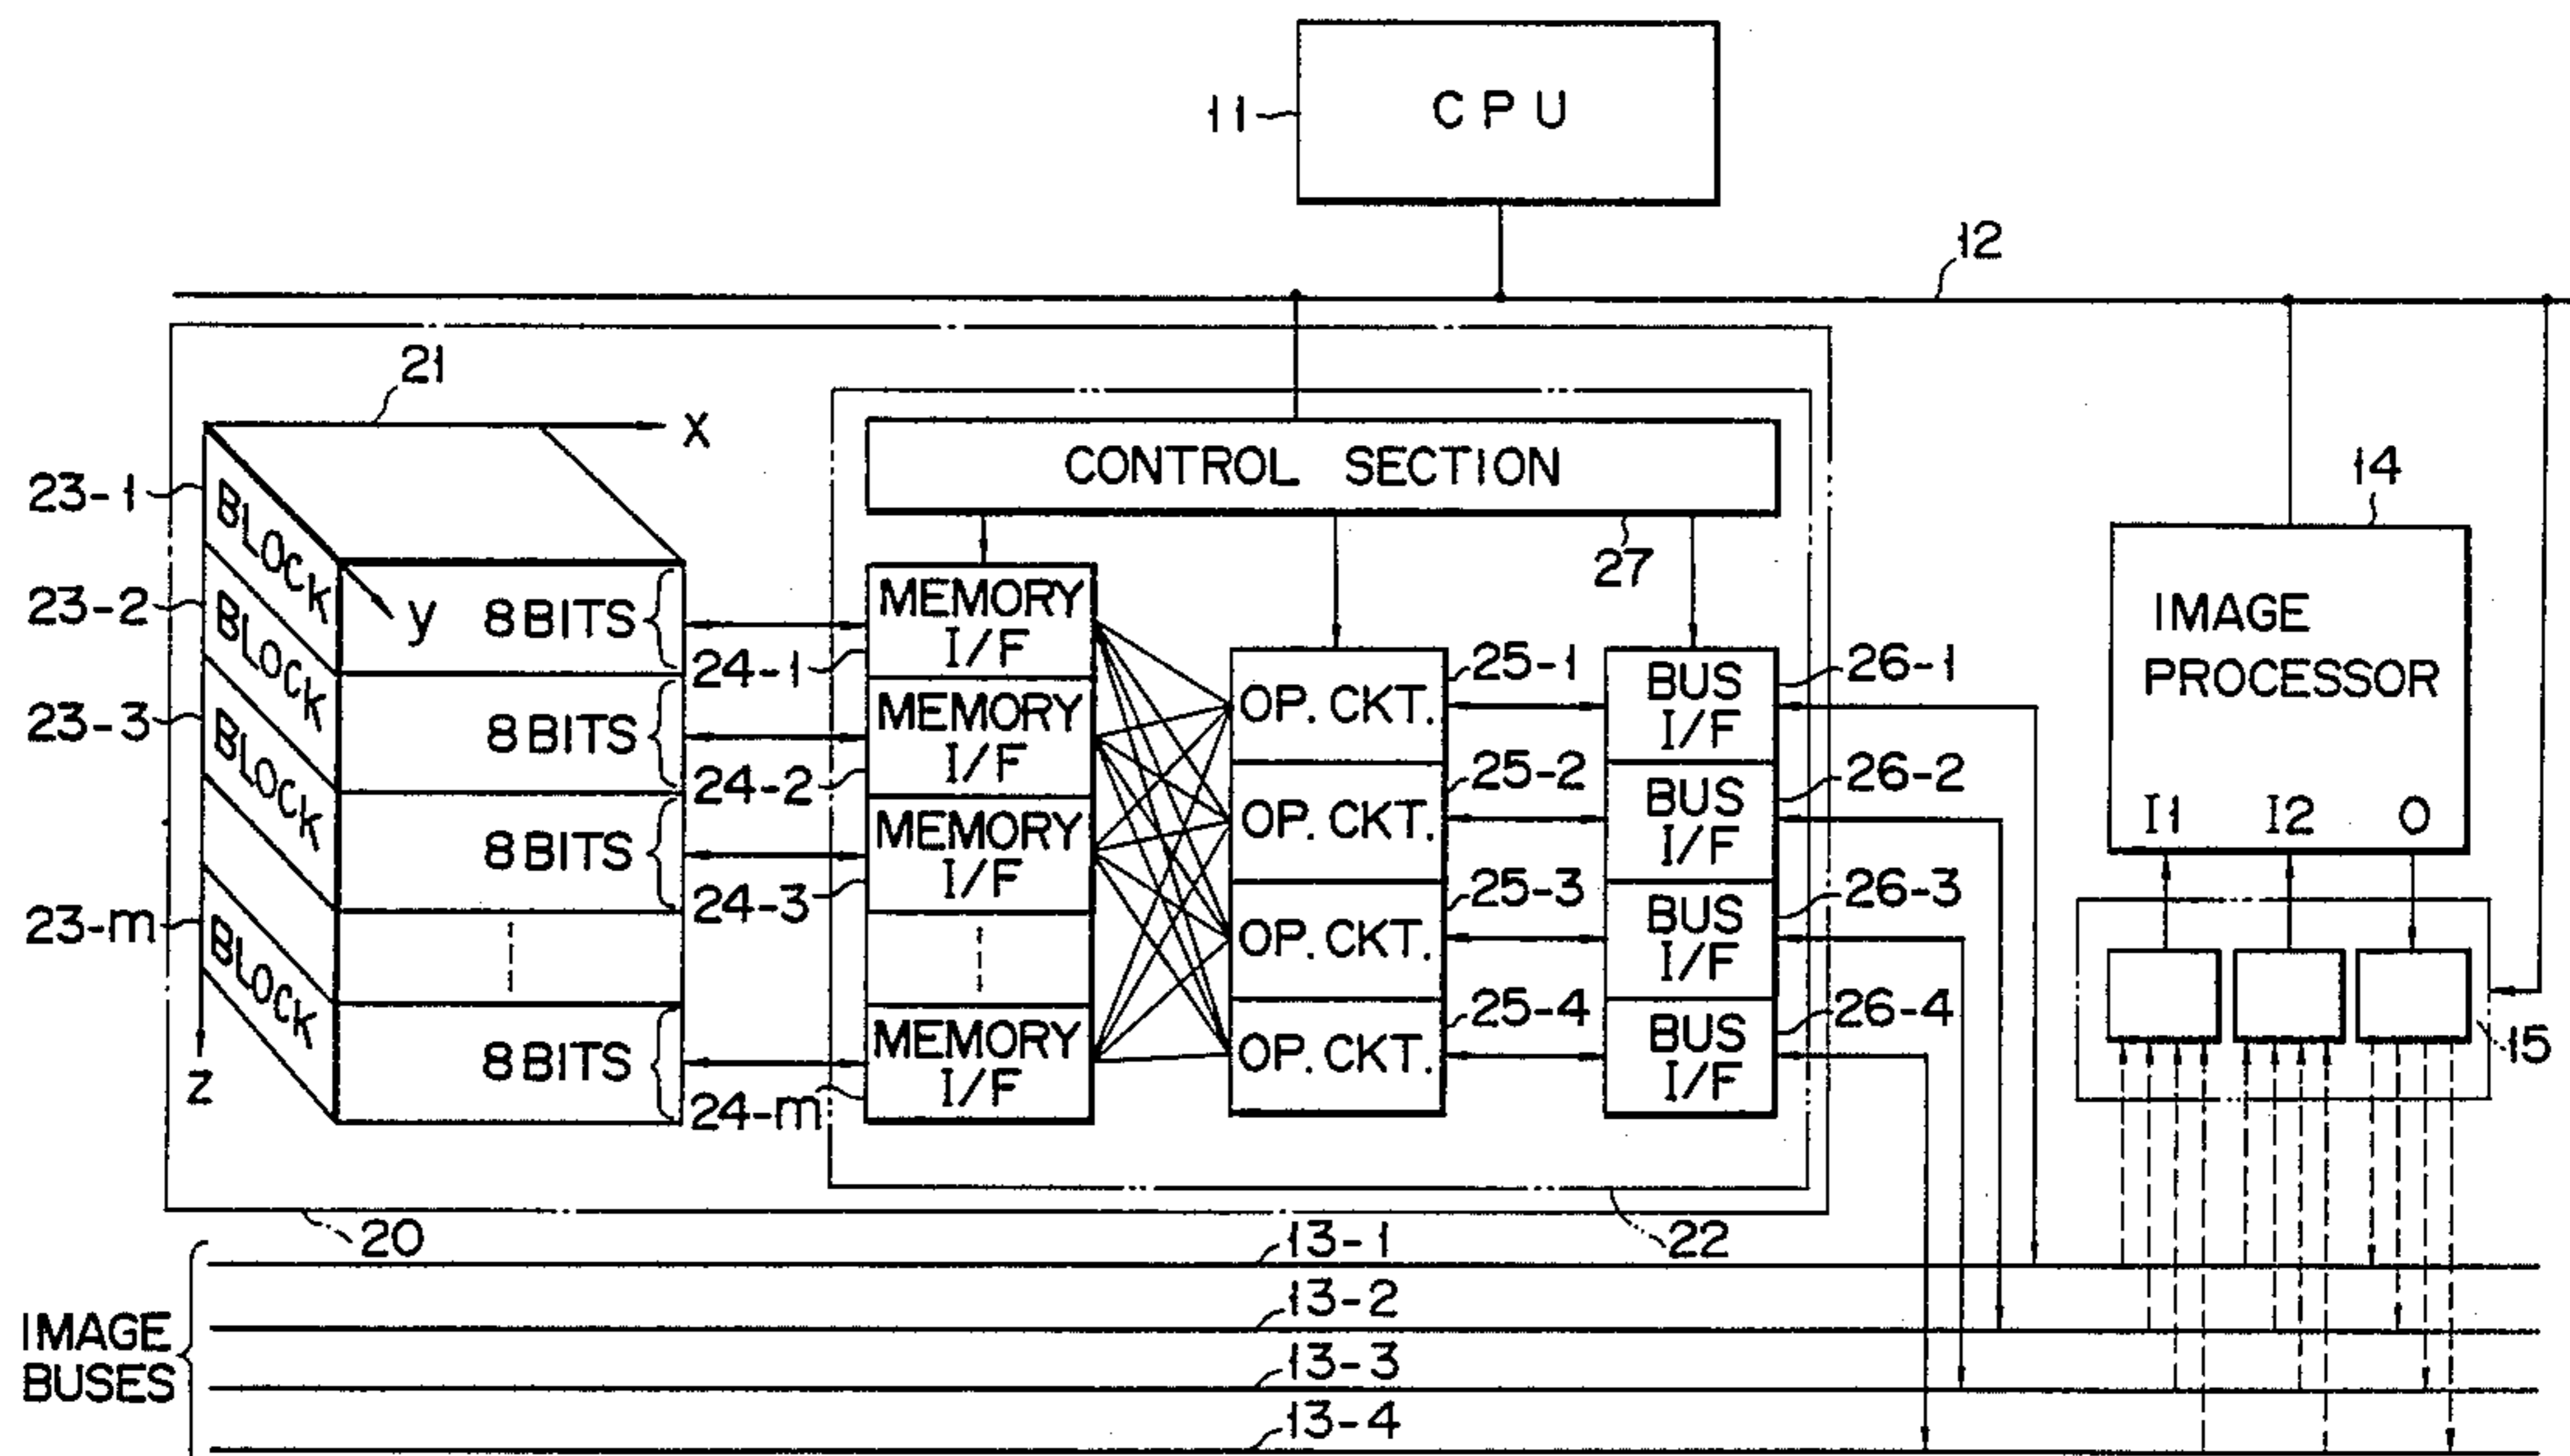 CPU
11
12
21
X
CONTROL SECTION
14
23-1
BLOCK
27
23-2
BLOCK
y
8 BITS
MEMORY
I/F
24-1
25-1
BUS
I/F
26-1
IMAGE
PROCESSOR
23-3
BLOCK
8 BITS
MEMORY
I/F
24-2
OP. CKT.
25-2
BUS
I/F
26-2
I1 I2 O
8 BITS
MEMORY
I/F
24-3
OP. CKT.
25-3
BUS
I/F
26-3
23-m
BLOCK
OP. CKT.
25-4
BUS
I/F
26-4
15
z
8 BITS
MEMORY
I/F
24-m
OP. CKT.
20
22
13-1
13-2
IMAGE
BUSES
13-3
13-4